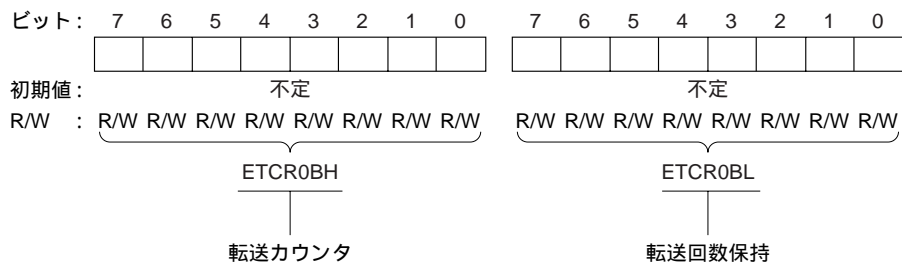 ビット： 7 6 5 4 3 2 1 0 7 6 5 4 3 2 1 0
初期値： 不定 不定
R/W ： R/W R/W R/W R/W R/W R/W R/W R/W R/W R/W R/W R/W R/W R/W R/W R/W
ETCR0BH ETCR0BL
転送カウンタ 転送回数保持